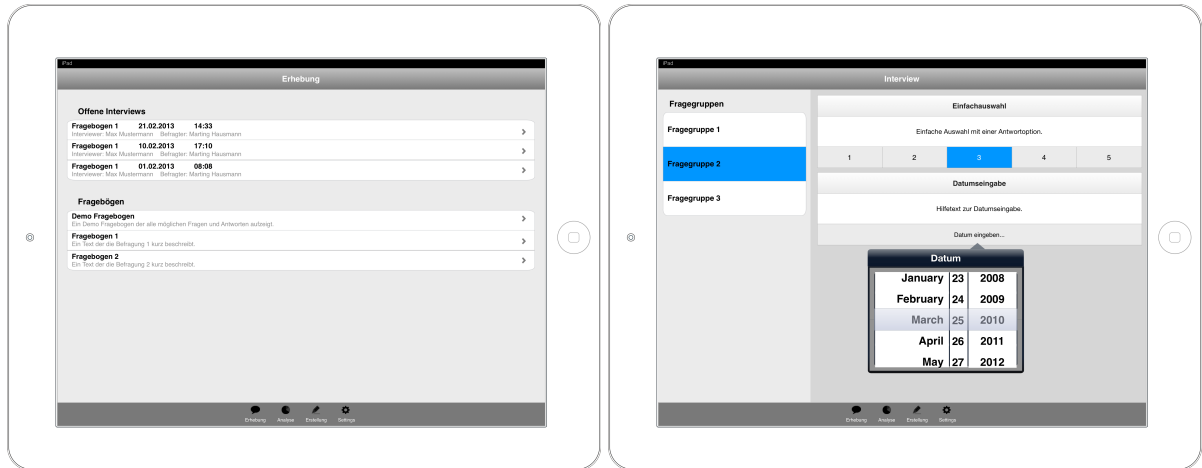 iPad
Erhebung
Offene Interviews
Fragebogen 1 21.02.2013 14:33
Interviewer: Max Mustermann Befragter: Marting Hausmann
Fragebogen 1 10.02.2013 17:10
Interviewer: Max Mustermann Befragter: Marting Hausmann
Fragebogen 1 01.02.2013 08:08
Interviewer: Max Mustermann Befragter: Marting Hausmann
Fragebögen
Demo Fragebogen
Ein Demo Fragebogen der alle möglichen Fragen und Antworten aufzeigt.
Fragebogen 1
Ein Text der die Befragung 1 kurz beschreibt.
Fragebogen 2
Ein Text der die Befragung 2 kurz beschreibt.
Erhebung Analyse Erstellung Settings
iPad
Interview
Fragegruppen
Fragegruppe 1
Fragegruppe 2
Fragegruppe 3
Einfachauswahl
Einfache Auswahl mit einer Antwortoption.
1 2 3 4 5
Datumseingabe
Hilfetext zur Datumseingabe.
Datum eingeben...
Datum
January 23 2008
February 24 2009
March 25 2010
April 26 2011
May 27 2012
Erhebung Analyse Erstellung Settings